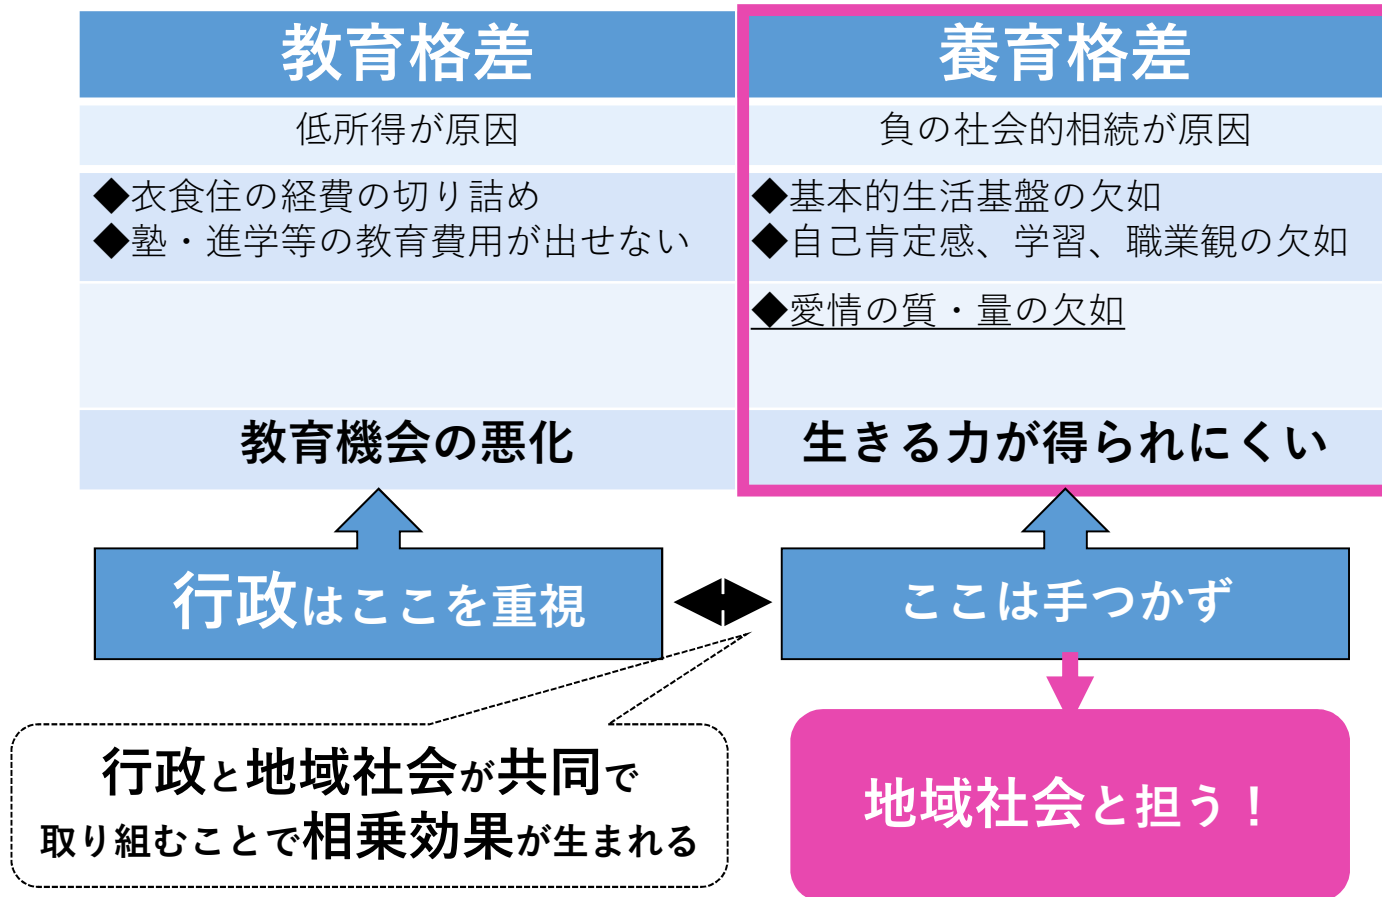 教育格差
養育格差
低所得が原因
負の社会的相続が原因
◆衣食住の経費の切り詰め
◆塾・進学等の教育費用が出せない
◆基本的生活基盤の欠如
◆自己肯定感、学習、職業観の欠如
◆愛情の質・量の欠如
教育機会の悪化
生きる力が得られにくい
行政はここを重視
ここは手つかず
行政と地域社会が共同で
取り組むことで相乗効果が生まれる
地域社会と担う！